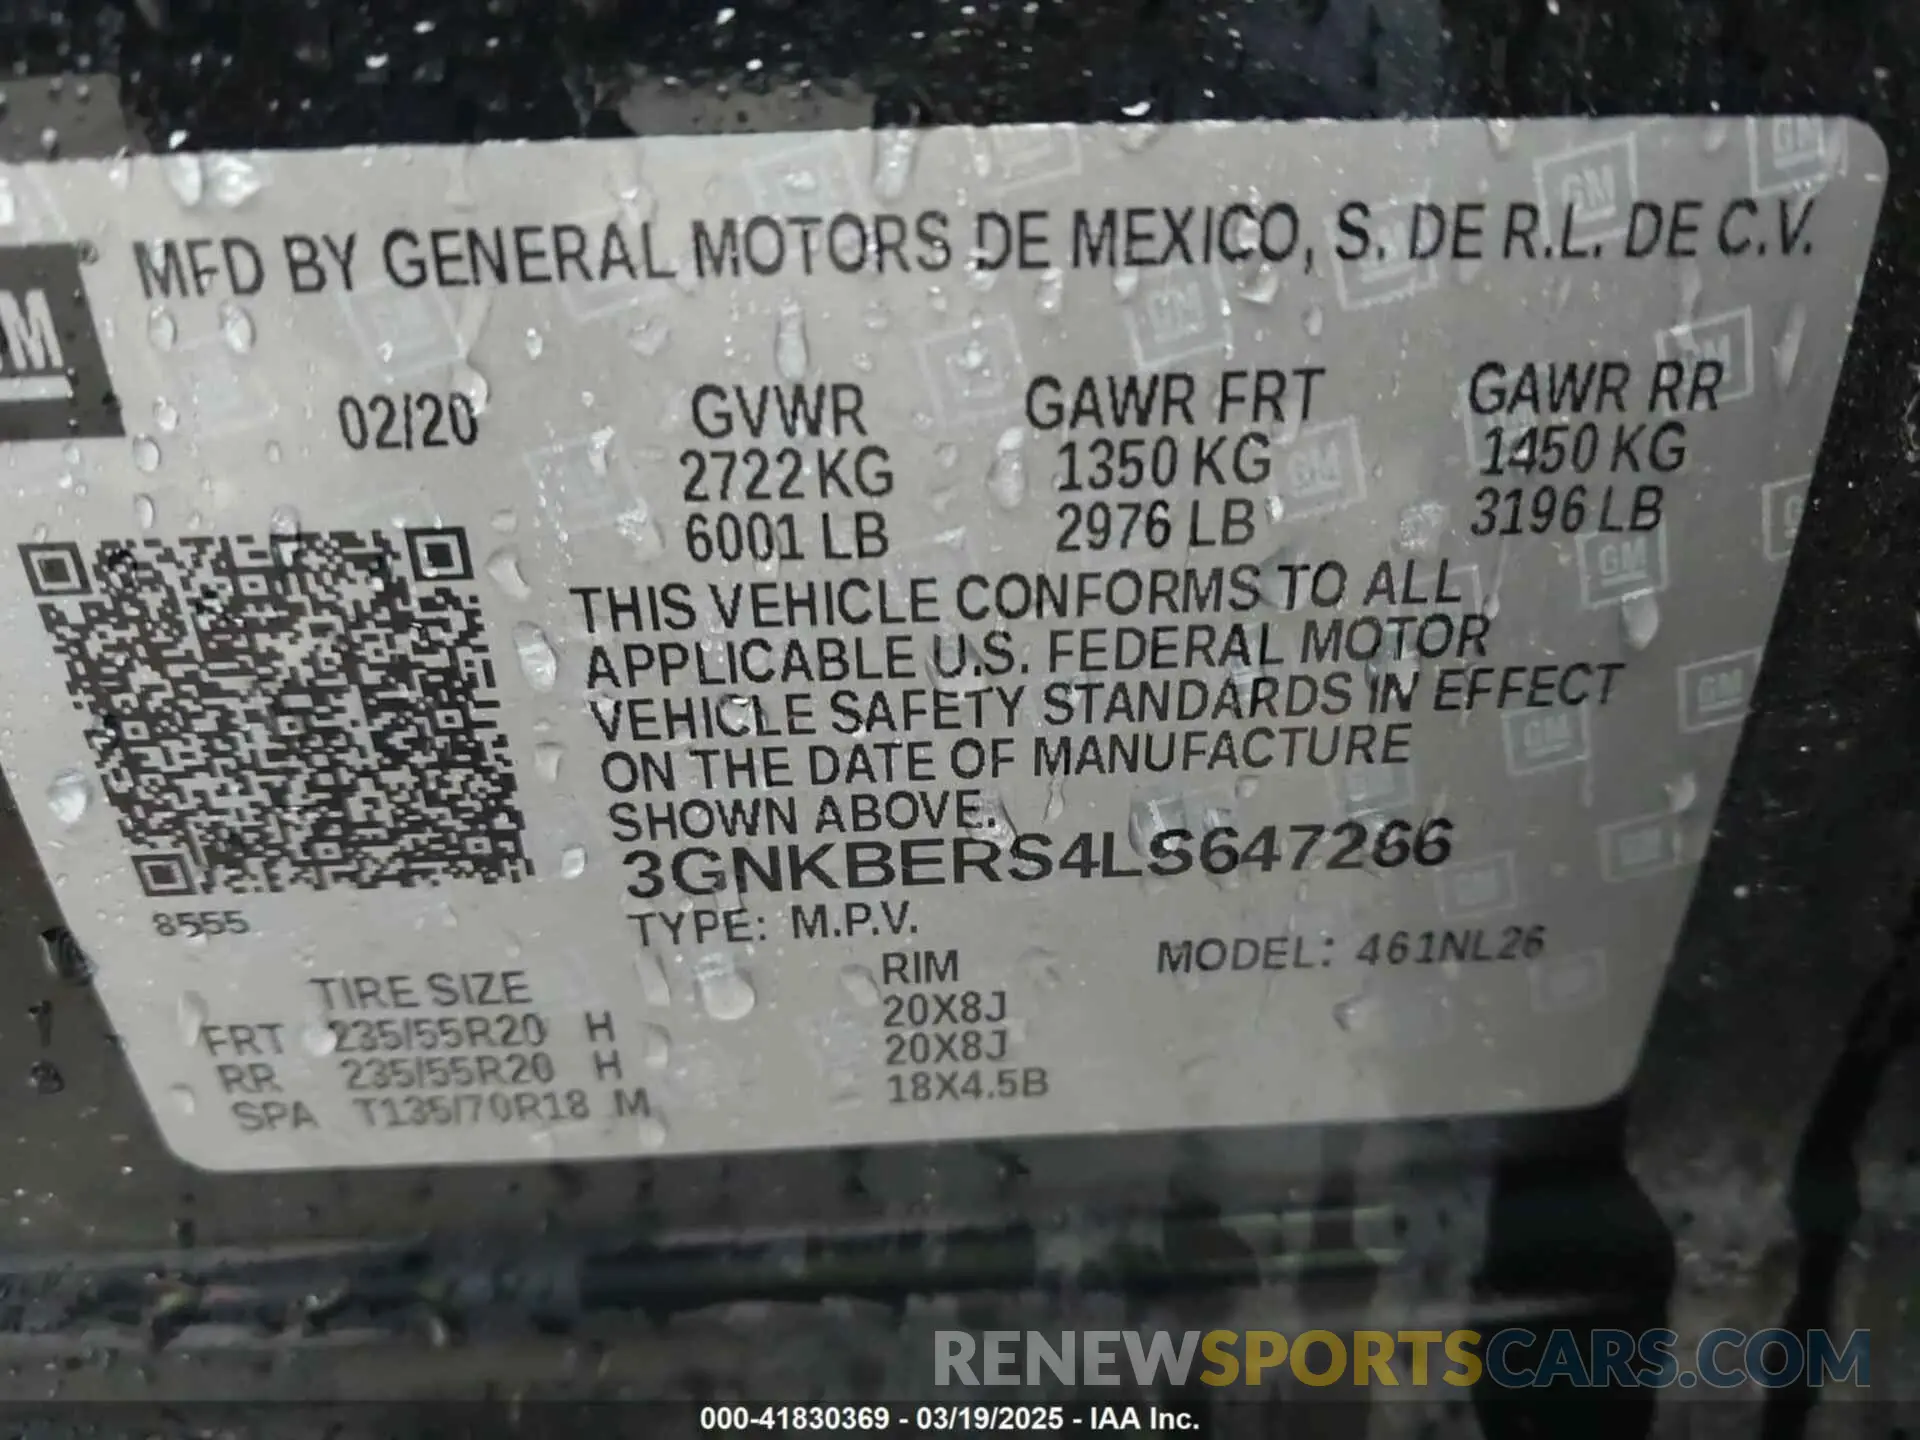 MFD BY GENERAL MOTORS DE MEXICO, S. DE R.L. DE C.V.
GM
02/20 GVWR GAWR FRT GAWR RR
2722 KG 1350 KG 1450 KG
6001 LB 2976 LB 3196 LB
THIS VEHICLE CONFORMS TO ALL
APPLICABLE U.S. FEDERAL MOTOR
VEHICLE SAFETY STANDARDS IN EFFECT
ON THE DATE OF MANUFACTURE
SHOWN ABOVE.
3GNKBERS4LS647266
8555
TYPE: M.P.V. MODEL: 461NL26
TIRE SIZE RIM
FRT 235/55R20 H 20X8J
RR 235/55R20 H 20X8J
SPA T135/70R18 M 18X4.5B
RENEWSPORTSCARS.COM
000-41830369 - 03/19/2025 - IAA Inc.